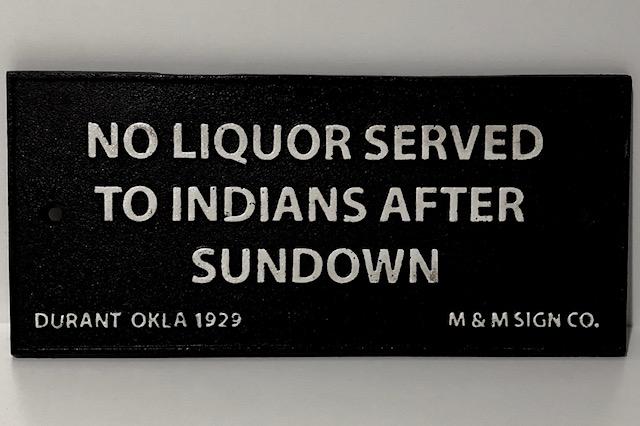 NO LIQUOR SERVED
TO INDIANS AFTER
SUNDOWN
DURANT OKLA 1929
M & M SIGN CO.